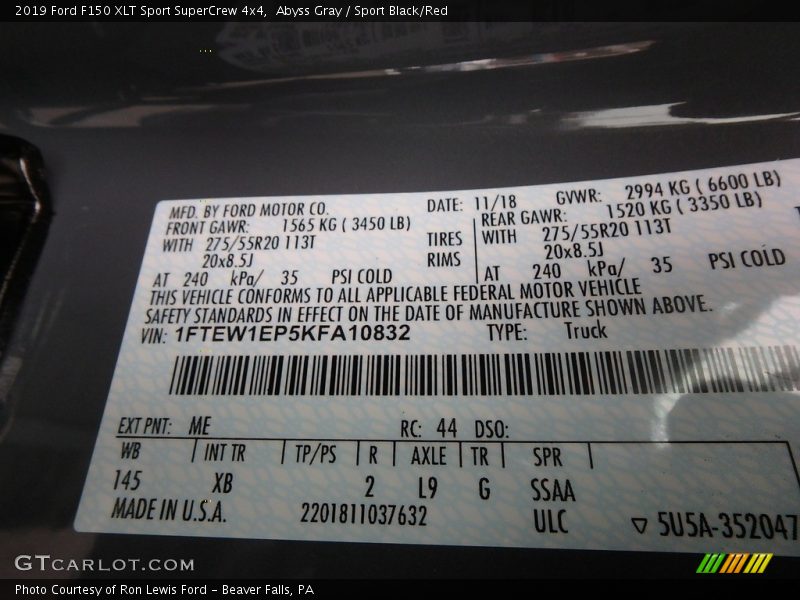 2019 Ford F150 XLT Sport SuperCrew 4x4,  Abyss Gray / Sport Black/Red
MFD. BY FORD MOTOR CO. DATE: 11/18 GVWR: 2994 KG ( 6600 LB)
FRONT GAWR: 1565 KG ( 3450 LB) REAR GAWR: 1520 KG ( 3350 LB)
WITH 275/55R20 113T TIRES WITH 275/55R20 113T
20x8.5J RIMS 20x8.5J
AT 240 kPa/ 35 PSI COLD AT 240 kPa/ 35 PSI COLD
THIS VEHICLE CONFORMS TO ALL APPLICABLE FEDERAL MOTOR VEHICLE
SAFETY STANDARDS IN EFFECT ON THE DATE OF MANUFACTURE SHOWN ABOVE.
VIN: 1FTEW1EP5KFA10832 TYPE: Truck
EXT PNT: ME RC: 44 DSO:
WB INT TR TP/PS R AXLE TR SPR
145 XB 2 L9 G SSAA
MADE IN U.S.A. 2201811037632 ULC ▽ 5U5A-352047
GTCARLOT.COM
Photo Courtesy of Ron Lewis Ford - Beaver Falls, PA